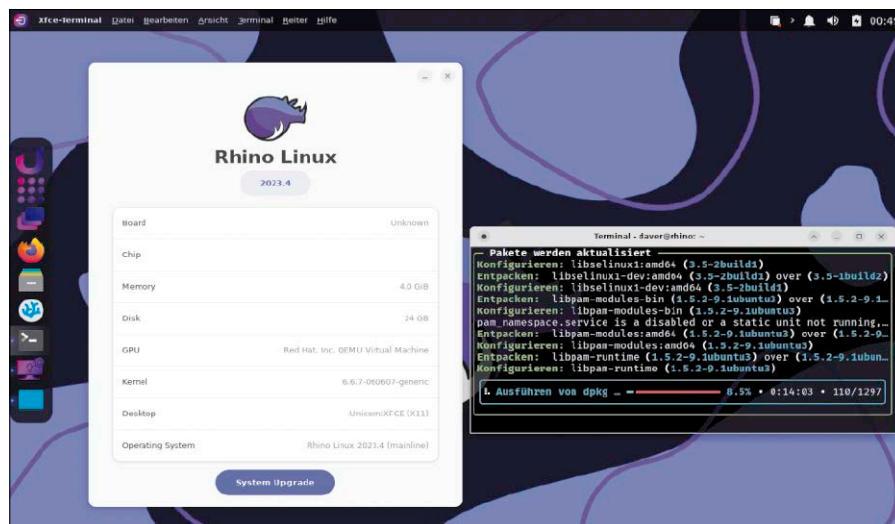 Xfce-Terminal Datei Bearbeiten Ansicht Terminal Reiter Hilfe
Rhino Linux
2023.4
Board Unknown
Chip
Memory 4.0 GiB
Disk 24 GB
GPU Red Hat, Inc. QEMU Virtual Machine
Kernel 6.6.7-060607-generic
Desktop Unicorn:XFCE (X11)
Operating System Rhino Linux 2023.4 (mainline)
System Upgrade
Terminal - daver@rhino: ~
Pakete werden aktualisiert
Konfigurieren: libselinux1:amd64 (3.5-2build1)
Entpacken: libselinux1-dev:amd64 (3.5-2build1) over (3.5-1build2)
Konfigurieren: libselinux1-dev:amd64 (3.5-2build1)
Entpacken: libpam-modules-bin (1.5.2-9.1ubuntu3) over (1.5.2-9.1…
Konfigurieren: libpam-modules-bin (1.5.2-9.1ubuntu3)
pam_namespace.service is a disabled or a static unit not running,…
Entpacken: libpam-modules:amd64 (1.5.2-9.1ubuntu3) over (1.5.2-9…
Konfigurieren: libpam-modules:amd64 (1.5.2-9.1ubuntu3)
Entpacken: libpam-runtime (1.5.2-9.1ubuntu3) over (1.5.2-9.1ubun…
Konfigurieren: libpam-runtime (1.5.2-9.1ubuntu3)
Ausführen von dpkg … 8.5% • 0:14:03 • 110/1297